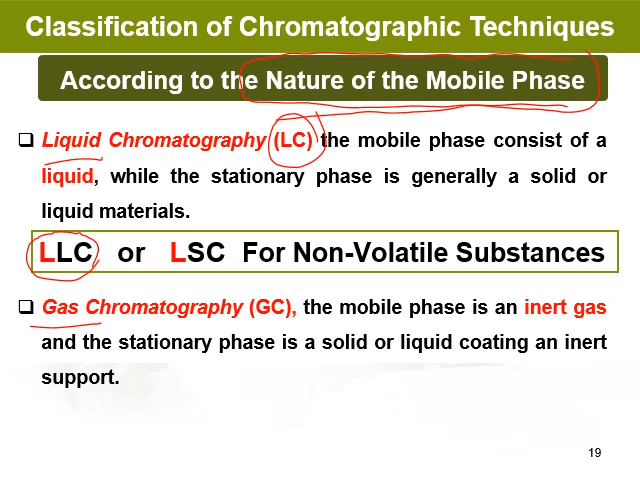 Classification of Chromatographic Techniques
According to the Nature of the Mobile Phase
❑ Liquid Chromatography (LC) the mobile phase consist of a
liquid, while the stationary phase is generally a solid or
liquid materials.
LLC or LSC For Non-Volatile Substances
❑ Gas Chromatography (GC), the mobile phase is an inert gas
and the stationary phase is a solid or liquid coating an inert
support.
19